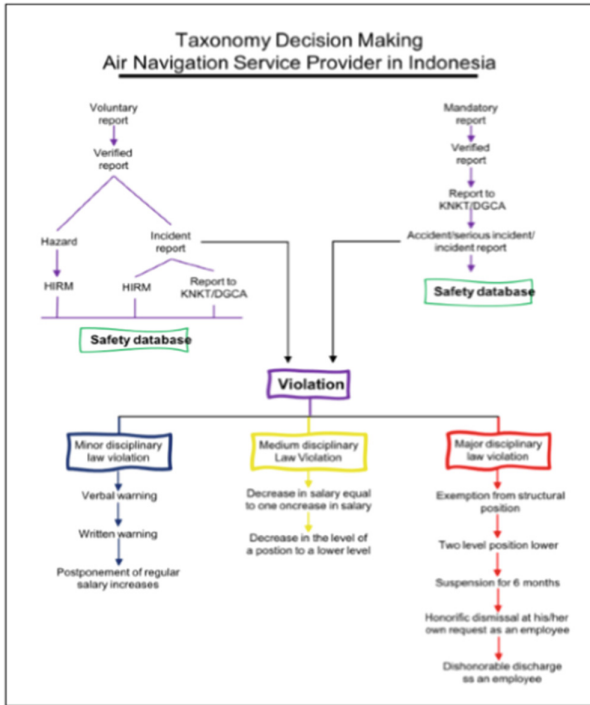 Taxonomy Decision Making
Air Navigation Service Provider in Indonesia
Voluntary
report
Verified
report
Hazard
Incident
report
HIRM
HIRM
Report to
KNKT/DGCA
Safety database
Mandatory
report
Verified
report
Report to
KNKT/DGCA
Accident/serious incident/
incident report
Safety database
Violation
Minor disciplinary
law violation
Verbal warning
Written warning
Postponement of regular
salary increases
Medium disciplinary
Law Violation
Decrease in salary equal
to one oncrease in salary
Decrease in the level of
a postion to a lower level
Major disciplinary
law violation
Exemption from structural
position
Two level position lower
Suspension for 6 months
Honorific dismissal at his/her
own request as an employee
Dishonorable discharge
ss an employee